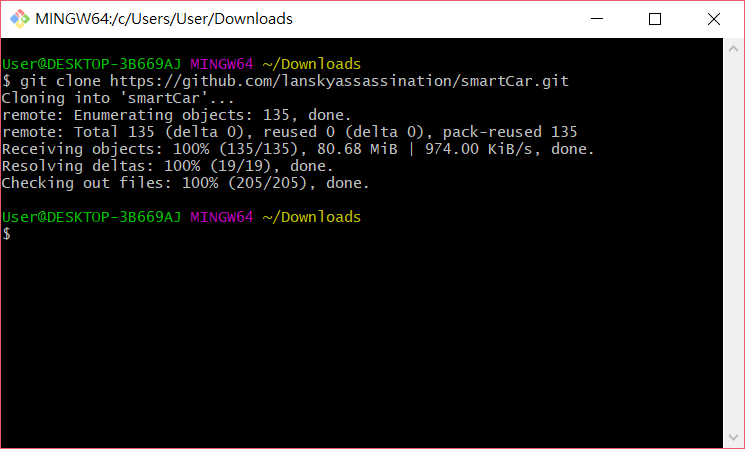 MINGW64:/c/Users/User/Downloads
User@DESKTOP-3B669AJ MINGW64 ~/Downloads
$ git clone https://github.com/lanskyassassination/smartCar.git
Cloning into 'smartCar'...
remote: Enumerating objects: 135, done.
remote: Total 135 (delta 0), reused 0 (delta 0), pack-reused 135
Receiving objects: 100% (135/135), 80.68 MiB | 974.00 KiB/s, done.
Resolving deltas: 100% (19/19), done.
Checking out files: 100% (205/205), done.
User@DESKTOP-3B669AJ MINGW64 ~/Downloads
$